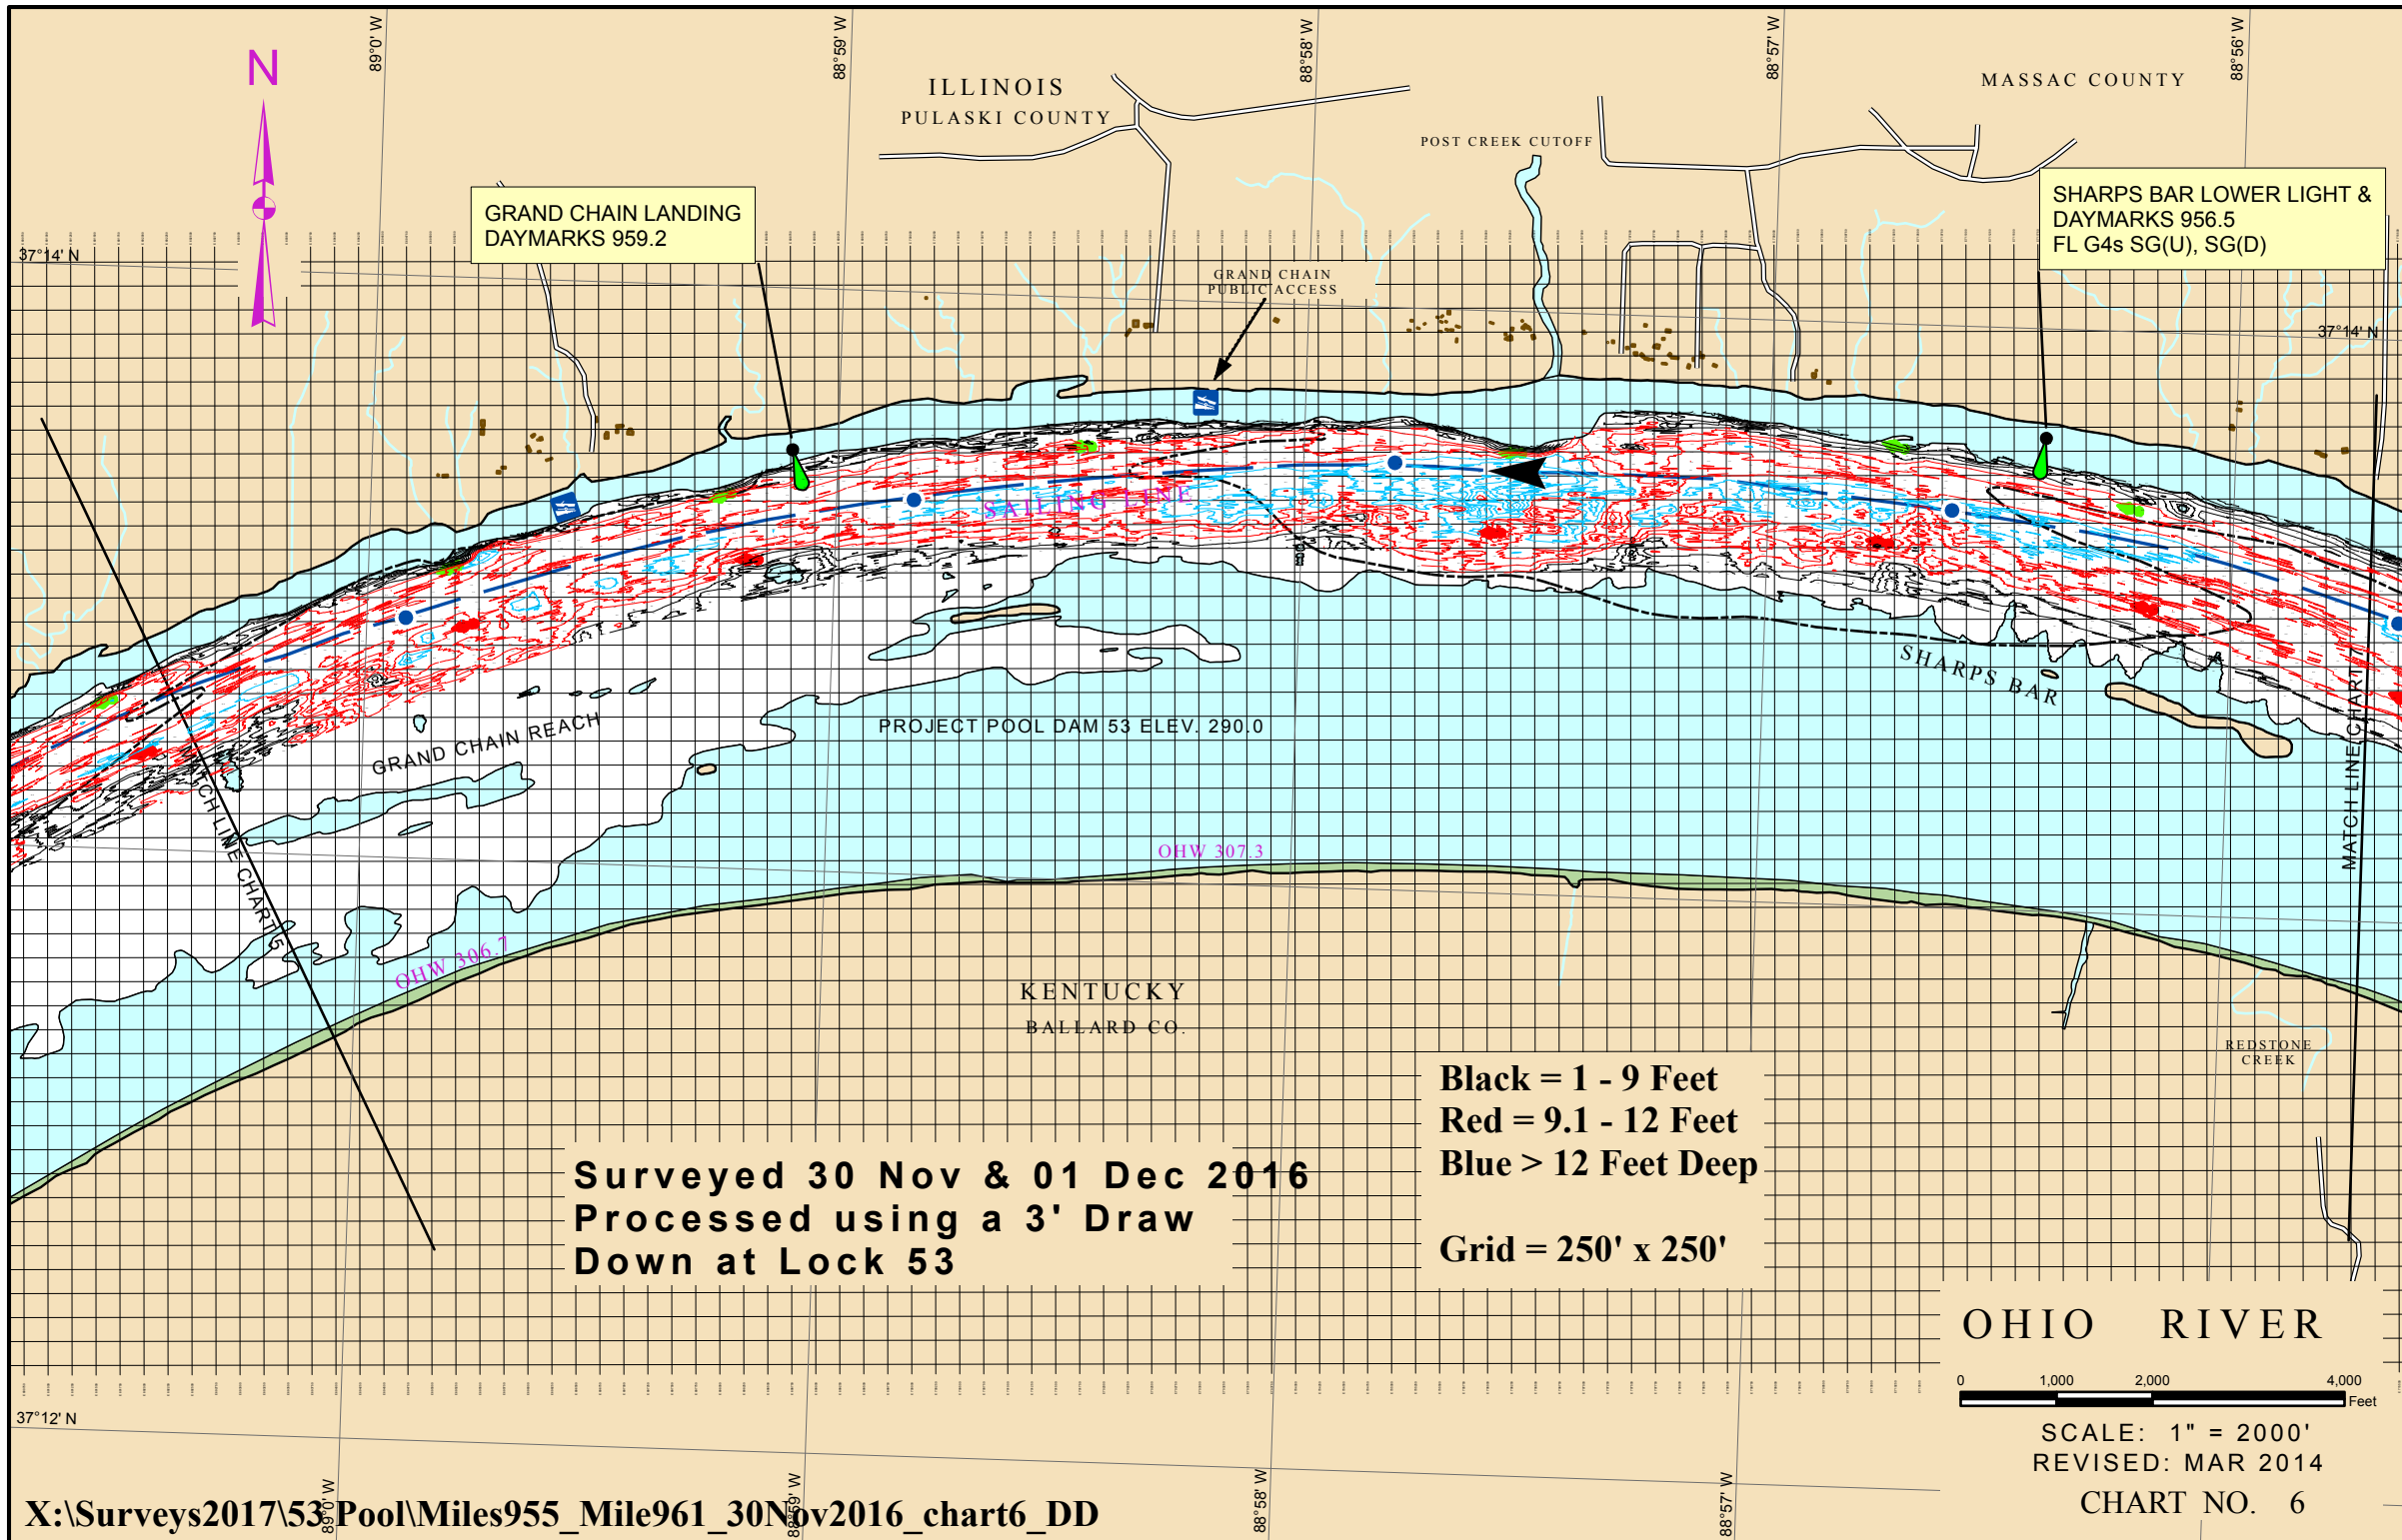 89°0' W
88°59' W
88°58' W
88°57' W
88°56' W
N
ILLINOIS
PULASKI COUNTY
MASSAC COUNTY
POST CREEK CUTOFF
GRAND CHAIN LANDING
DAYMARKS 959.2
SHARPS BAR LOWER LIGHT &
DAYMARKS 956.5
FL G4s SG(U), SG(D)
37°14' N
GRAND CHAIN
PUBLIC ACCESS
37°14' N
SAILING LINE
SHARPS BAR
GRAND CHAIN REACH
PROJECT POOL DAM 53 ELEV. 290.0
MATCH LINE CHART 7
MATCH LINE CHART 5
OHW 307.3
OHW 306.7
KENTUCKY
BALLARD CO.
REDSTONE
CREEK
Black = 1 - 9 Feet
Red = 9.1 - 12 Feet
Blue > 12 Feet Deep
Grid = 250' x 250'
Surveyed 30 Nov & 01 Dec 2016
Processed using a 3' Draw
Down at Lock 53
OHIO RIVER
0 1,000 2,000 4,000
Feet
SCALE: 1" = 2000'
REVISED: MAR 2014
CHART NO. 6
37°12' N
89°0' W
88°59' W
88°58' W
88°57' W
X:\Surveys2017\53 Pool\Miles955_Mile961_30Nov2016_chart6_DD